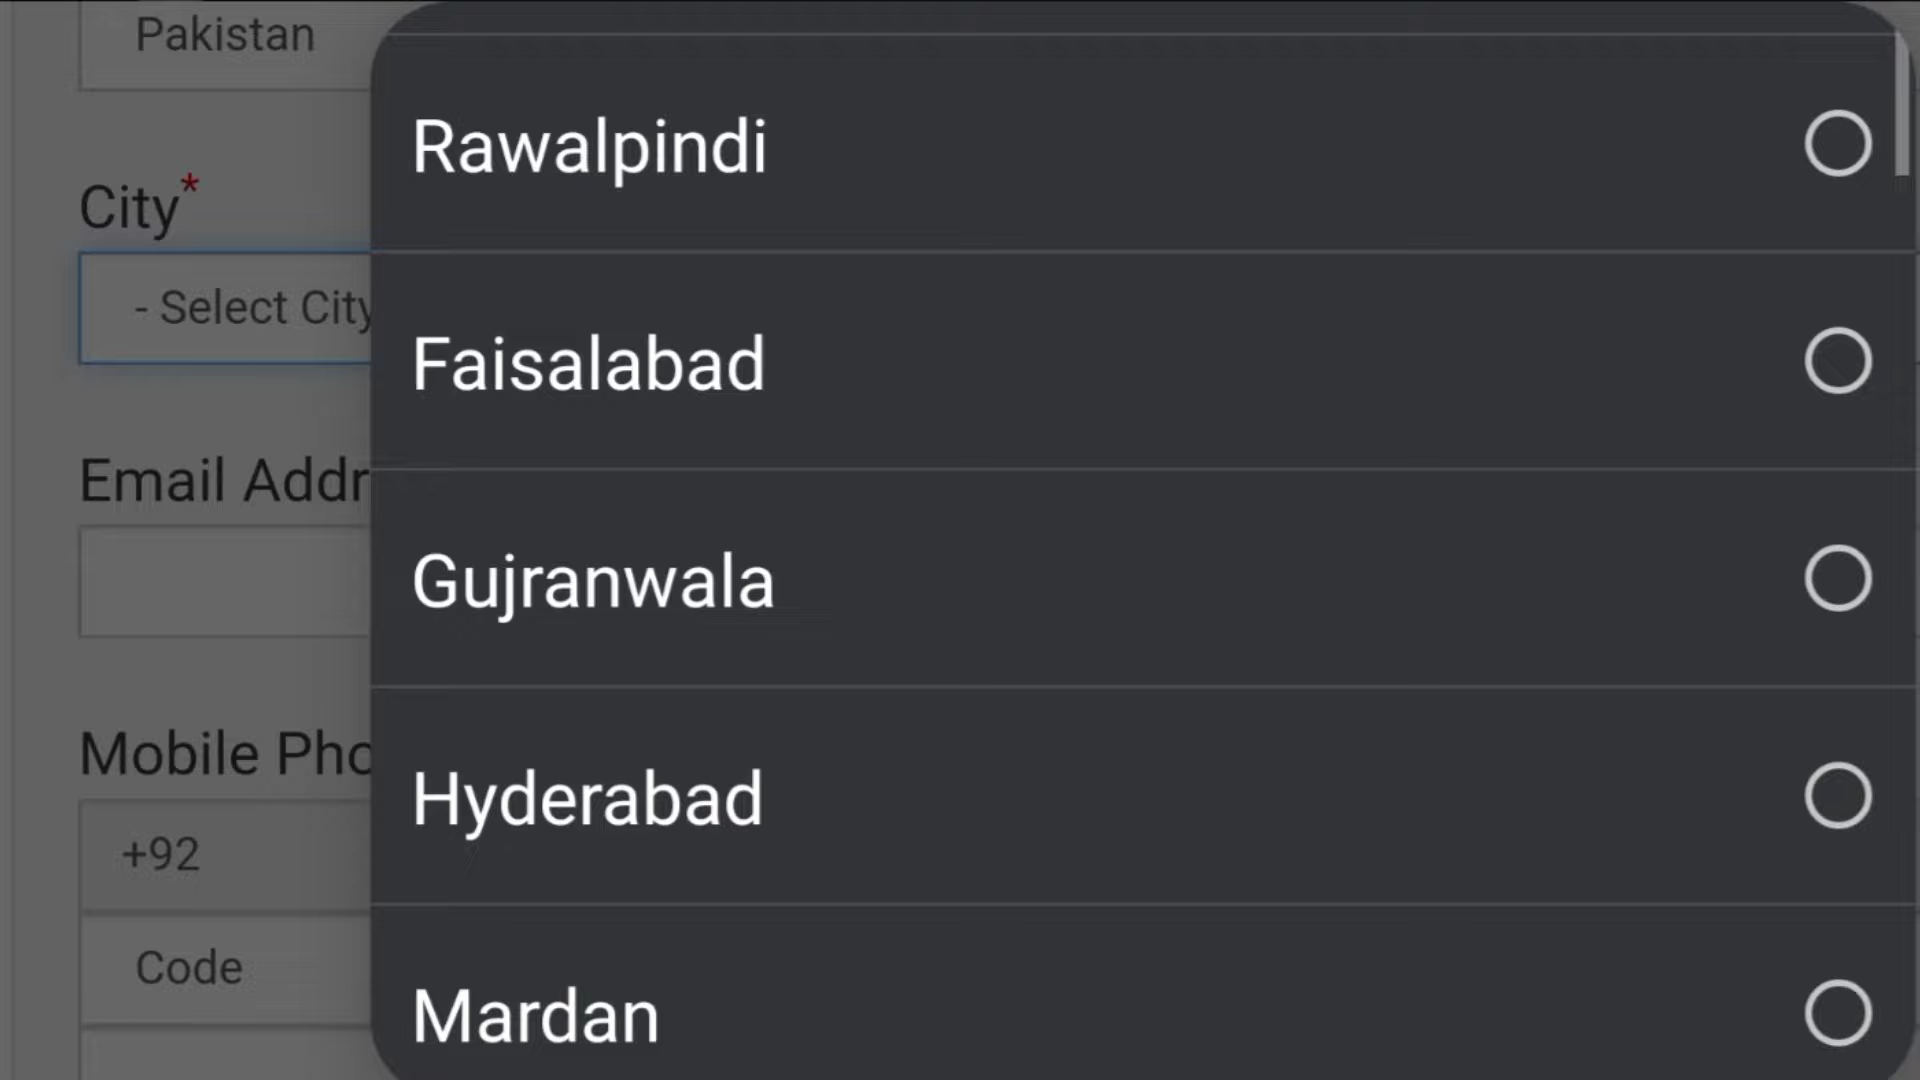 Pakistan
City*
- Select City
Email Addr
Mobile Pho
+92
Code
Rawalpindi
Faisalabad
Gujranwala
Hyderabad
Mardan